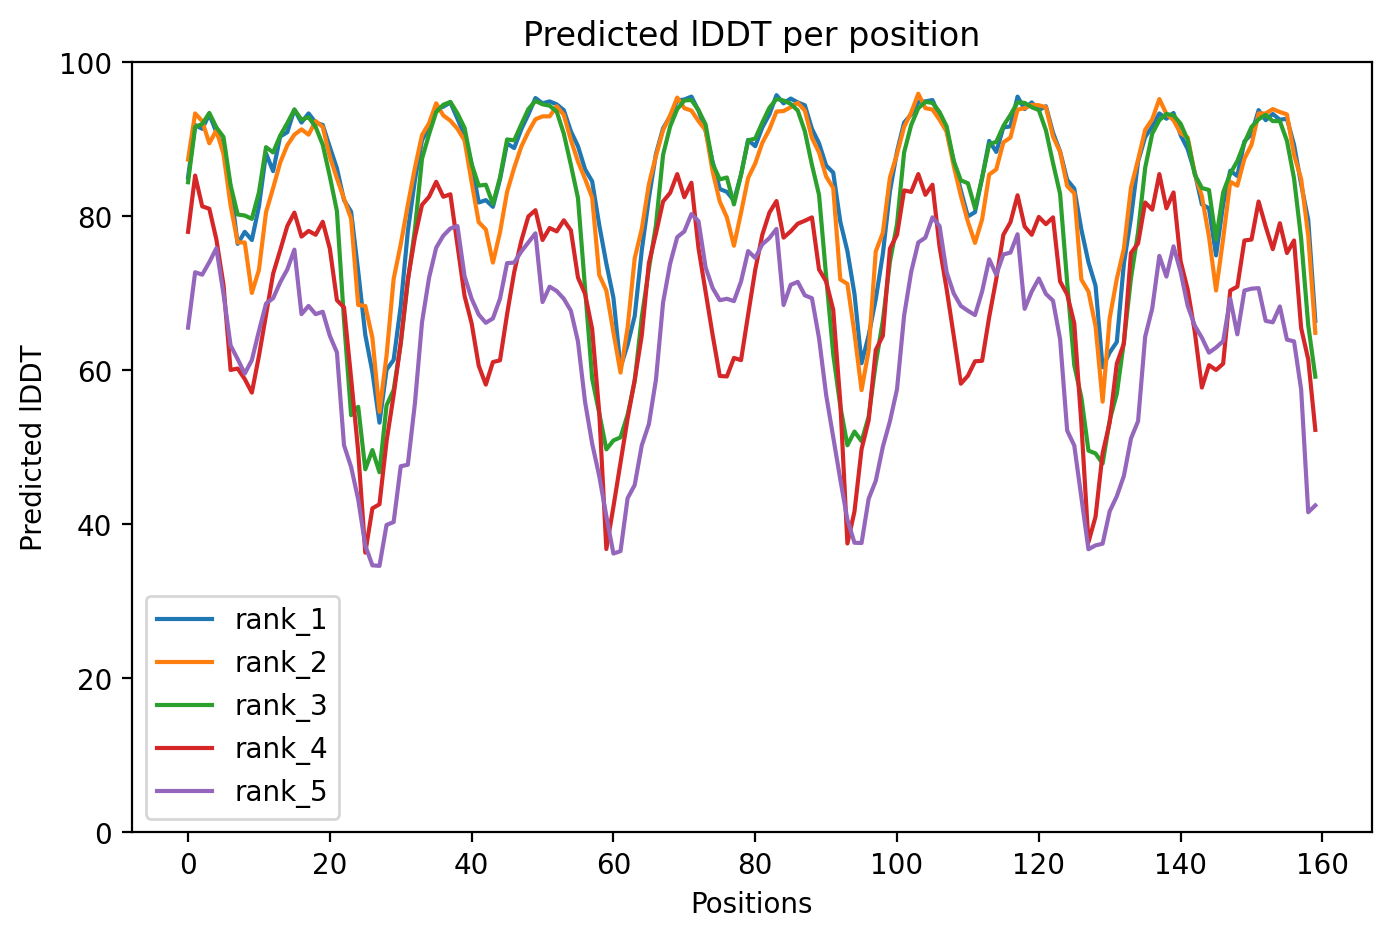 Predicted lDDT per position
Predicted lDDT
100
80
60
40
20
0
rank_1
rank_2
rank_3
rank_4
rank_5
0 20 40 60 80 100 120 140 160
Positions